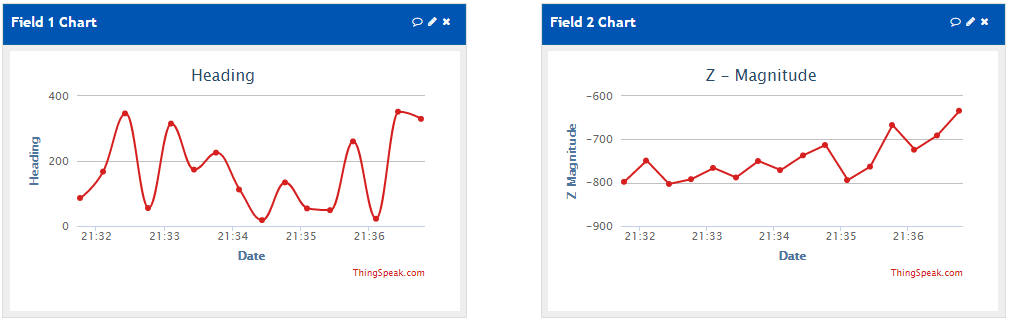 Field 1 Chart
Heading
400
200
0
Heading
21:32 21:33 21:34 21:35 21:36
Date
ThingSpeak.com
Field 2 Chart
Z - Magnitude
-600
-700
-800
-900
Z Magnitude
21:32 21:33 21:34 21:35 21:36
Date
ThingSpeak.com